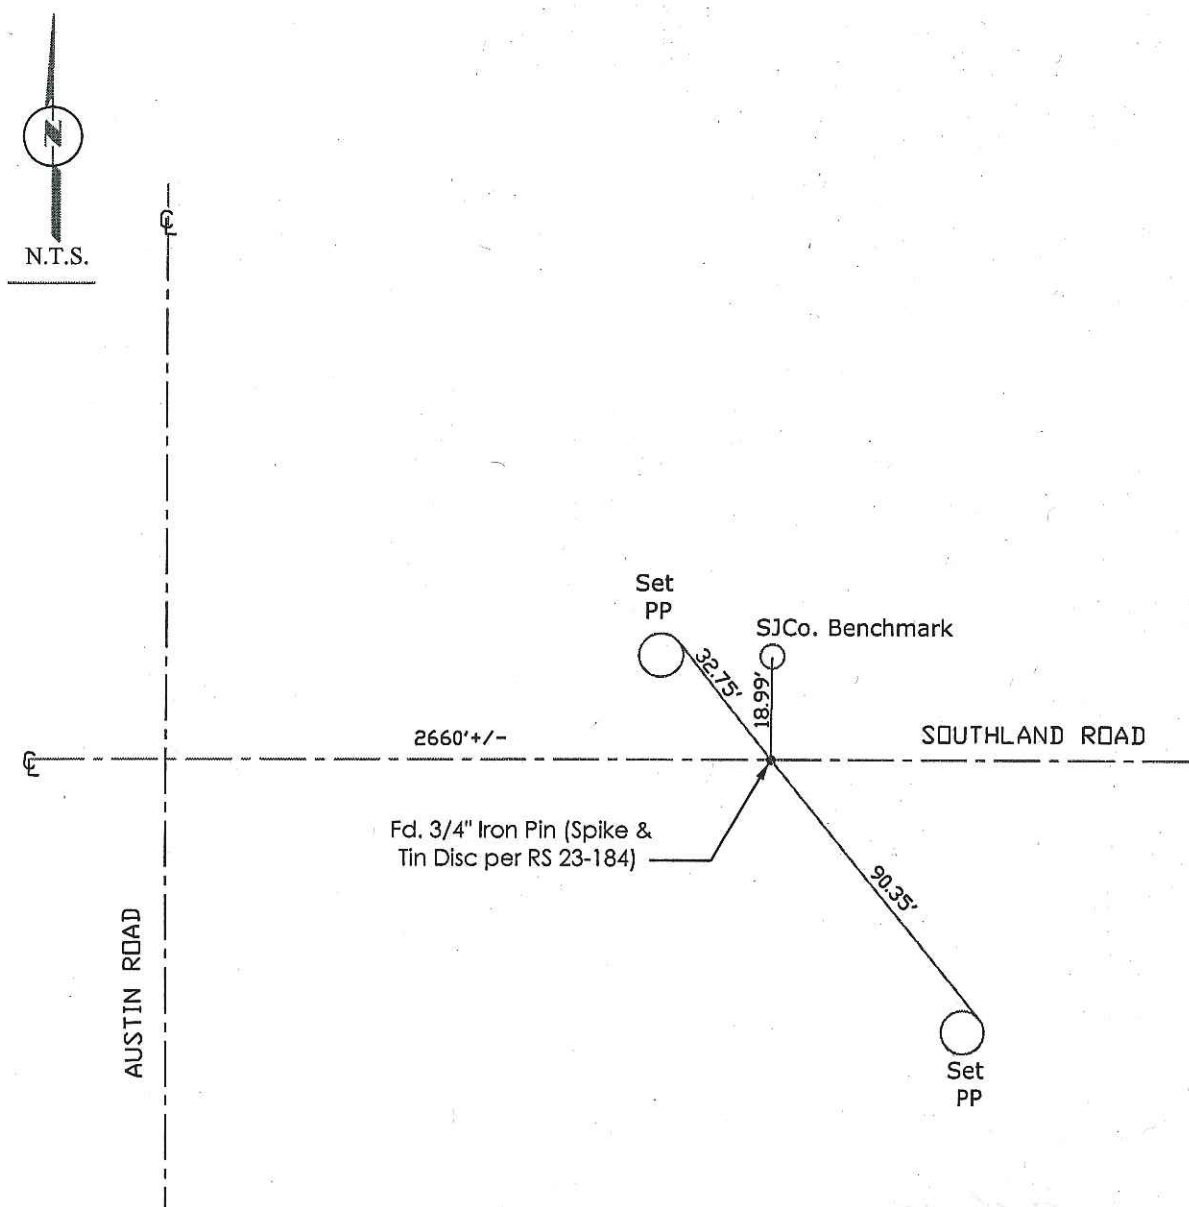 N
N.T.S.
℄
Set
PP
SJCo. Benchmark
32.75'
18.99'
2660'+/-
SOUTHLAND ROAD
℄
Fd. 3/4" Iron Pin (Spike &
Tin Disc per RS 23-184)
90.35'
AUSTIN ROAD
Set
PP